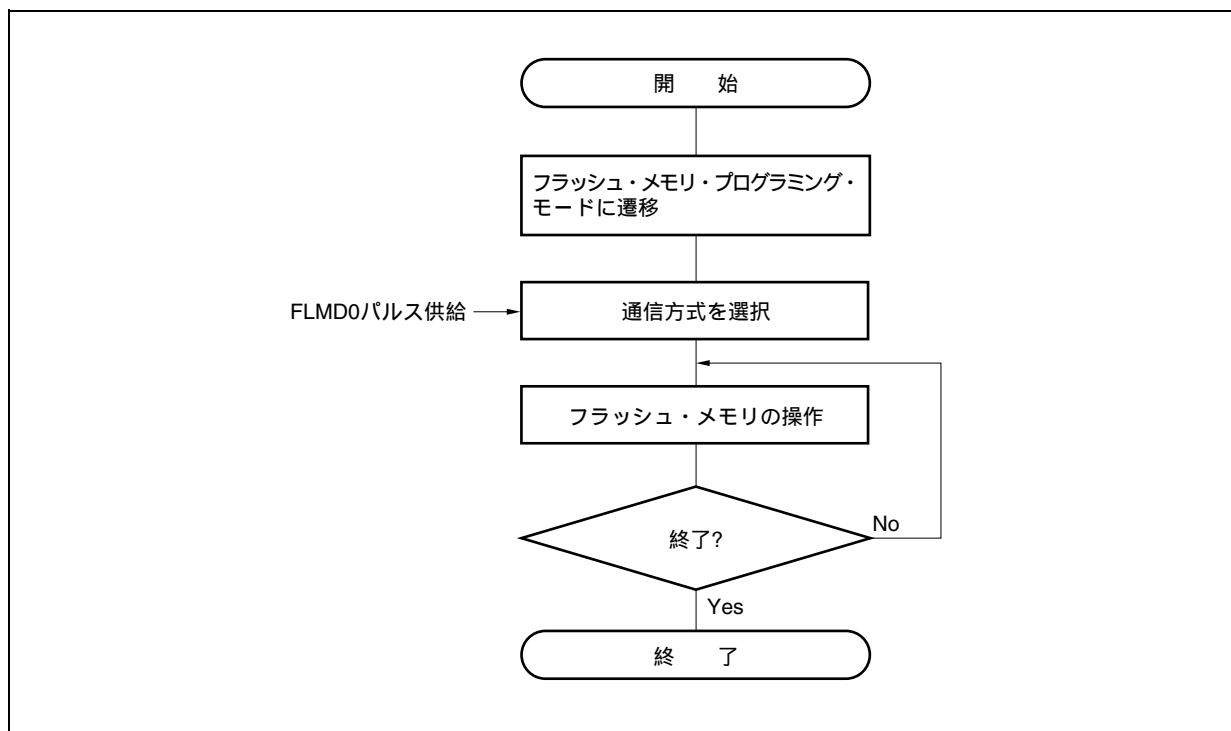 開　　始
フラッシュ・メモリ・プログラミング・
モードに遷移
FLMD0パルス供給
通信方式を選択
フラッシュ・メモリの操作
終了?
No
Yes
終　　了